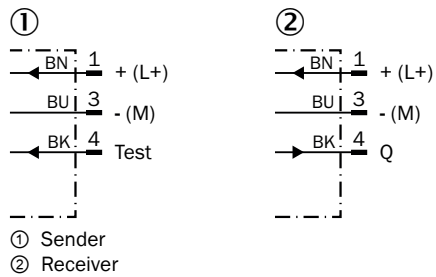 ① ②
BN 1 + (L+) BN 1 + (L+)
BU 3 - (M) BU 3 - (M)
BK 4 Test BK 4 Q
① Sender
② Receiver